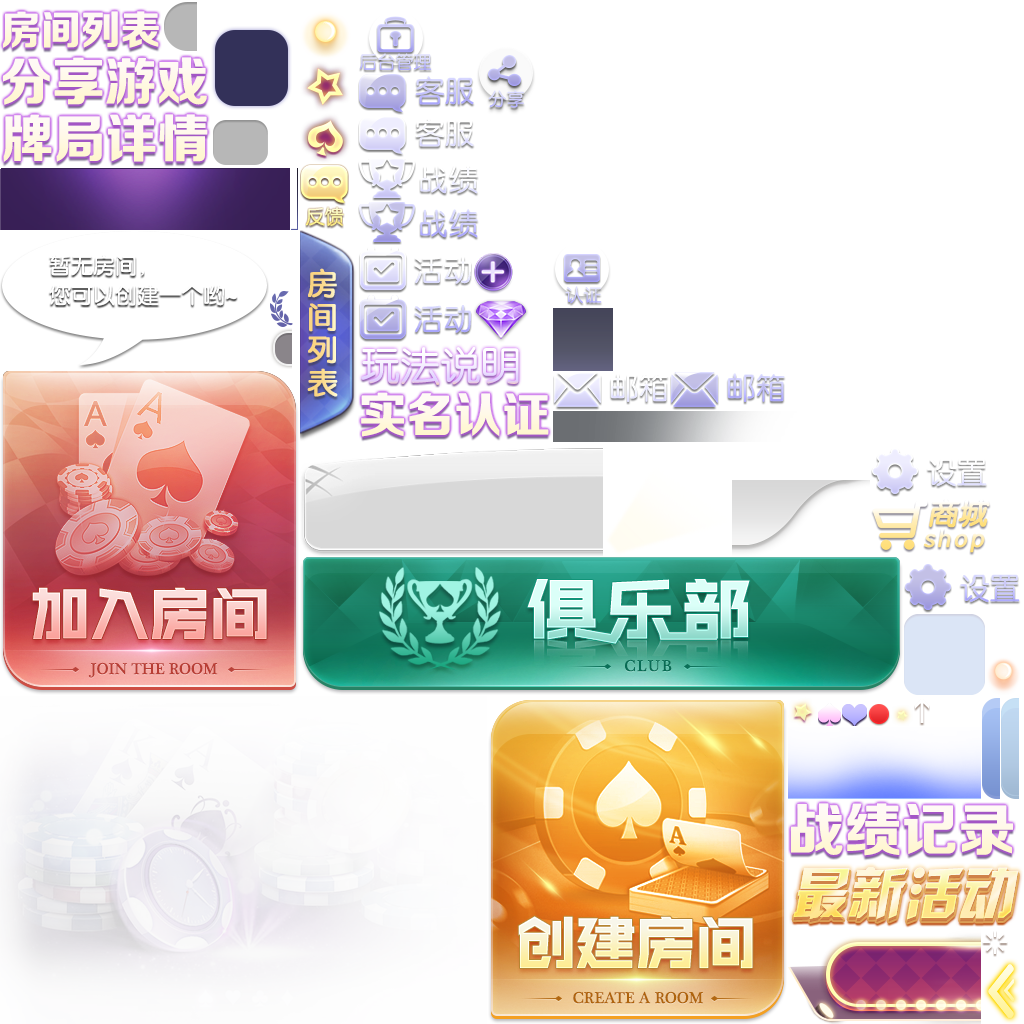 房间列表
分享游戏
牌局详情
后台管理
客服
分享
客服
战绩
反馈
战绩
暂无房间，
您可以创建一个哟~
房间列表
活动
认证
活动
玩法说明
邮箱
邮箱
实名认证
A
A
加入房间
JOIN THE ROOM
设置
商城
shop
俱乐部
CLUB
设置
A
创建房间
CREATE A ROOM
战绩记录
最新活动